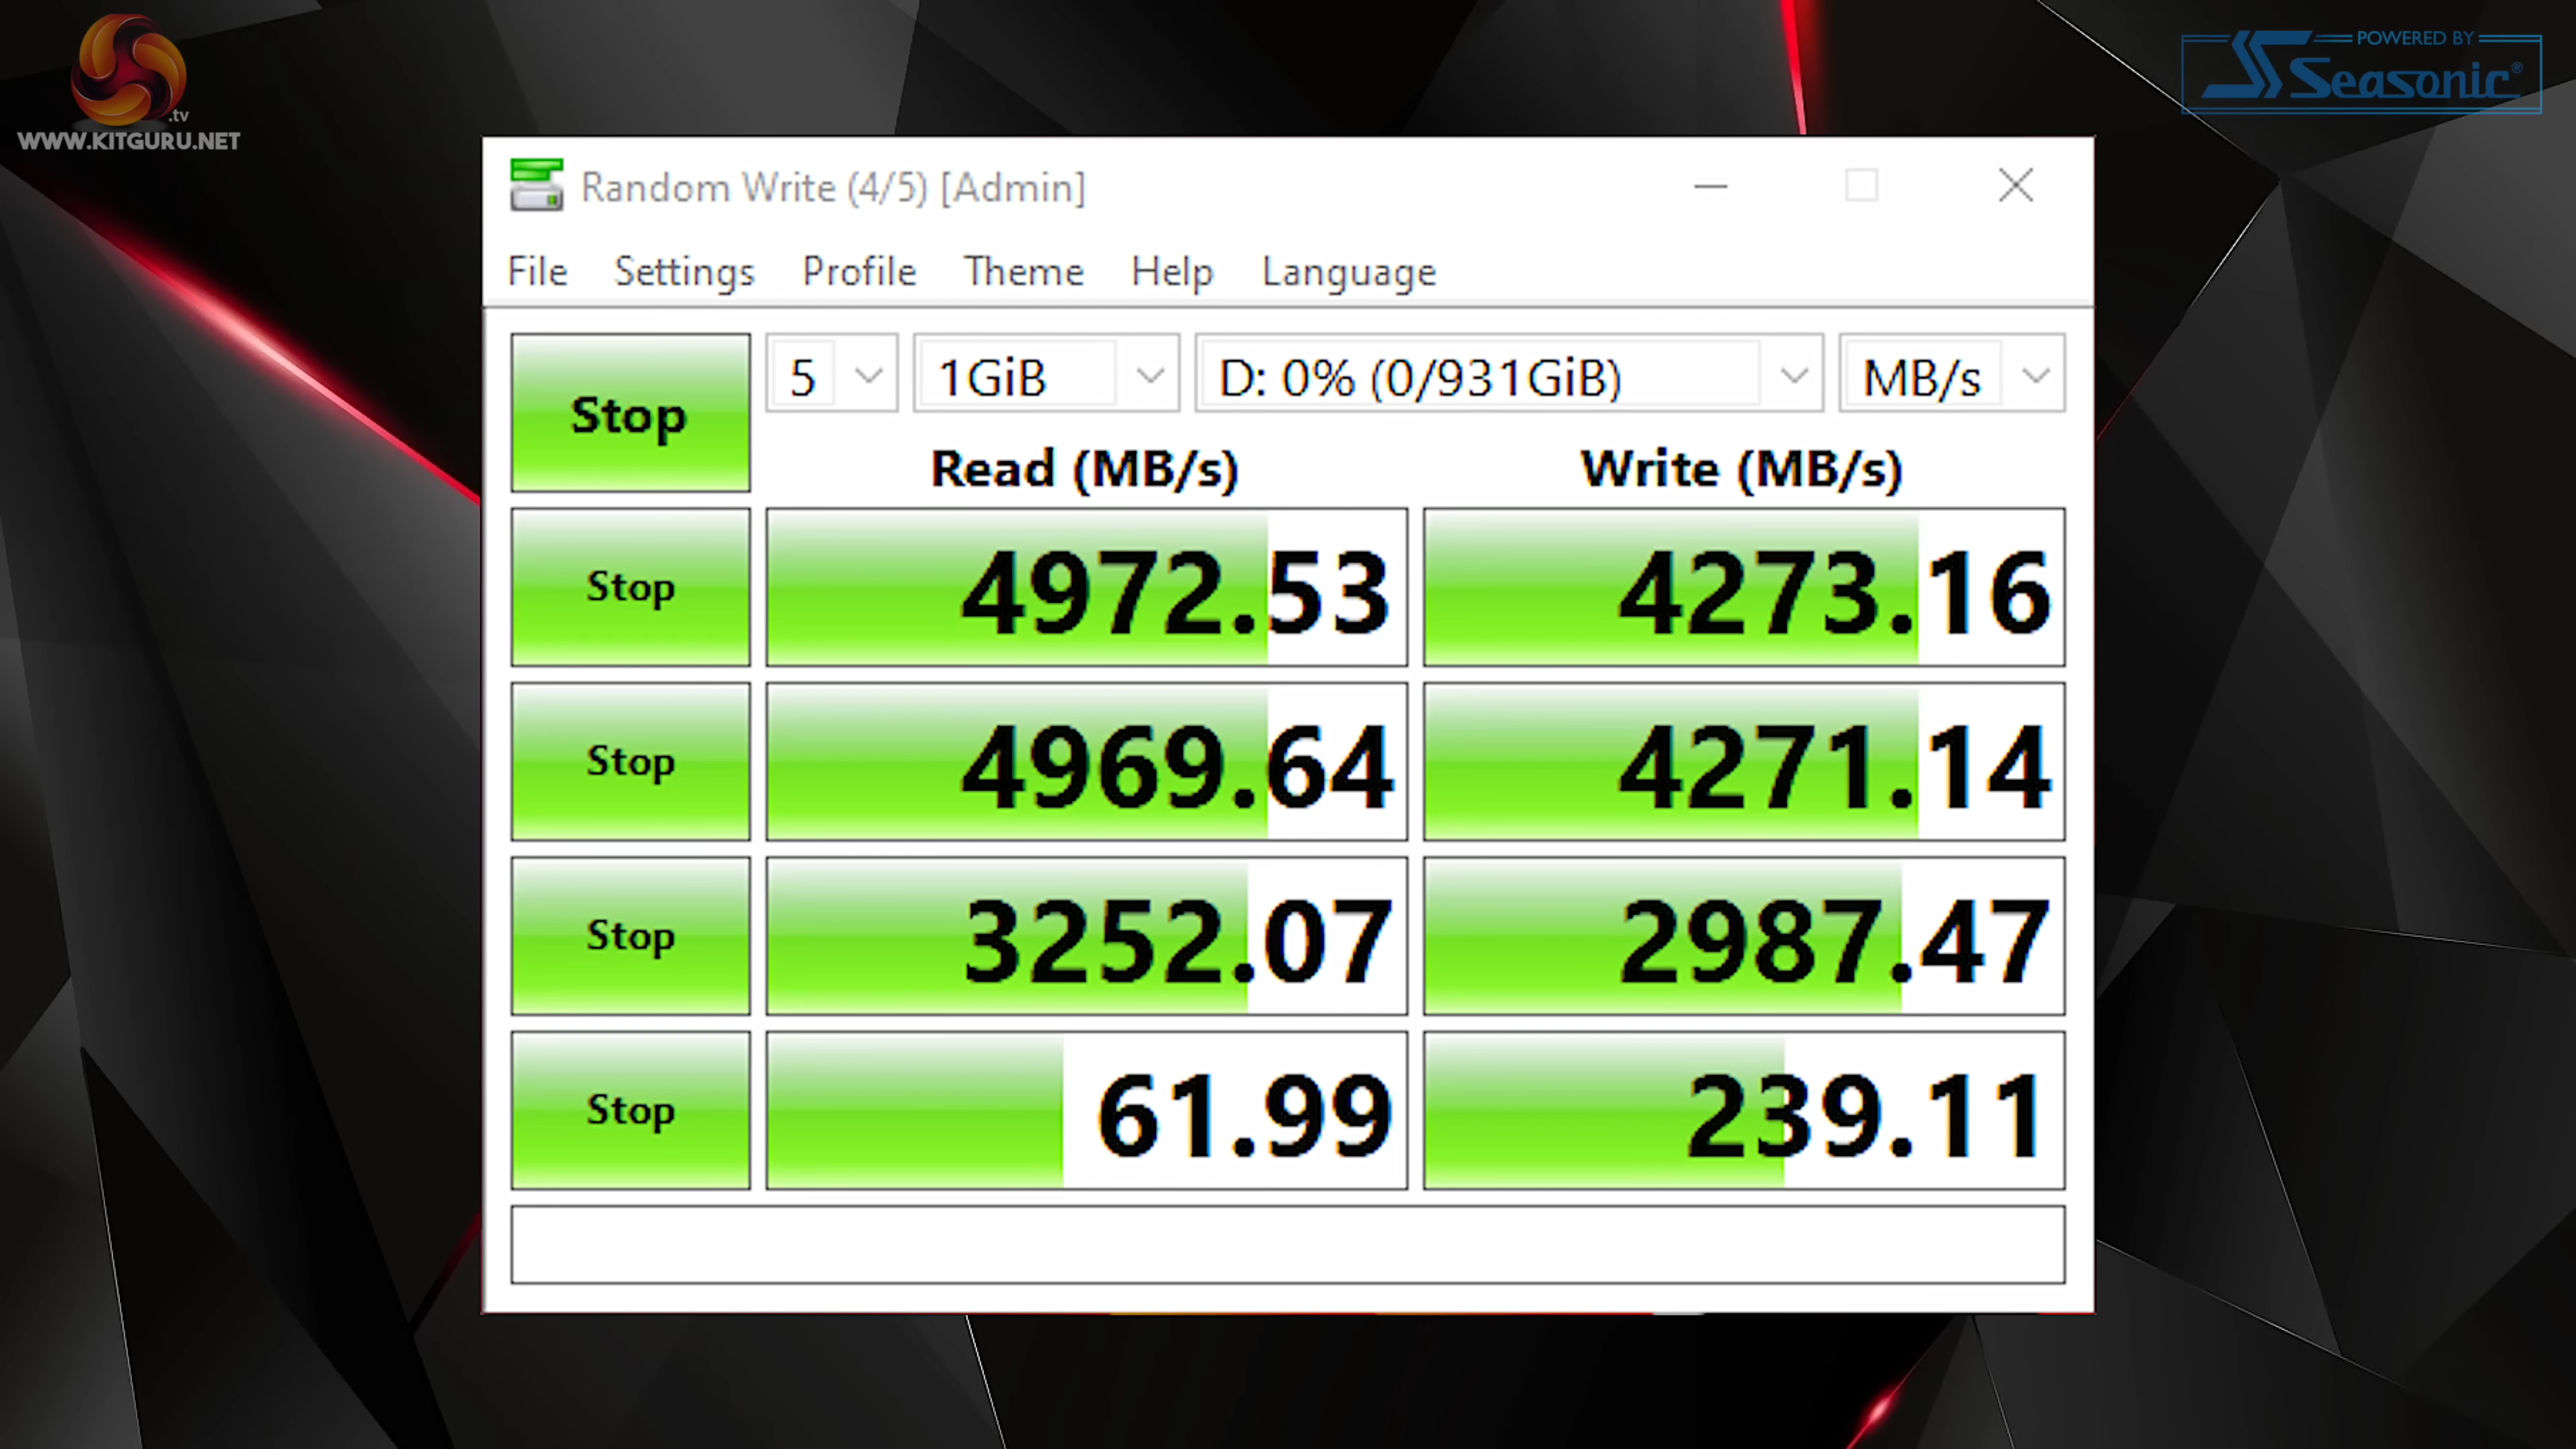 .tv
WWW.KITGURU.NET
POWERED BY
Seasonic®
Random Write (4/5) [Admin]
File Settings Profile Theme Help Language
Stop 5 1GiB D: 0% (0/931GiB) MB/s
Read (MB/s) Write (MB/s)
Stop 4972.53 4273.16
Stop 4969.64 4271.14
Stop 3252.07 2987.47
Stop 61.99 239.11